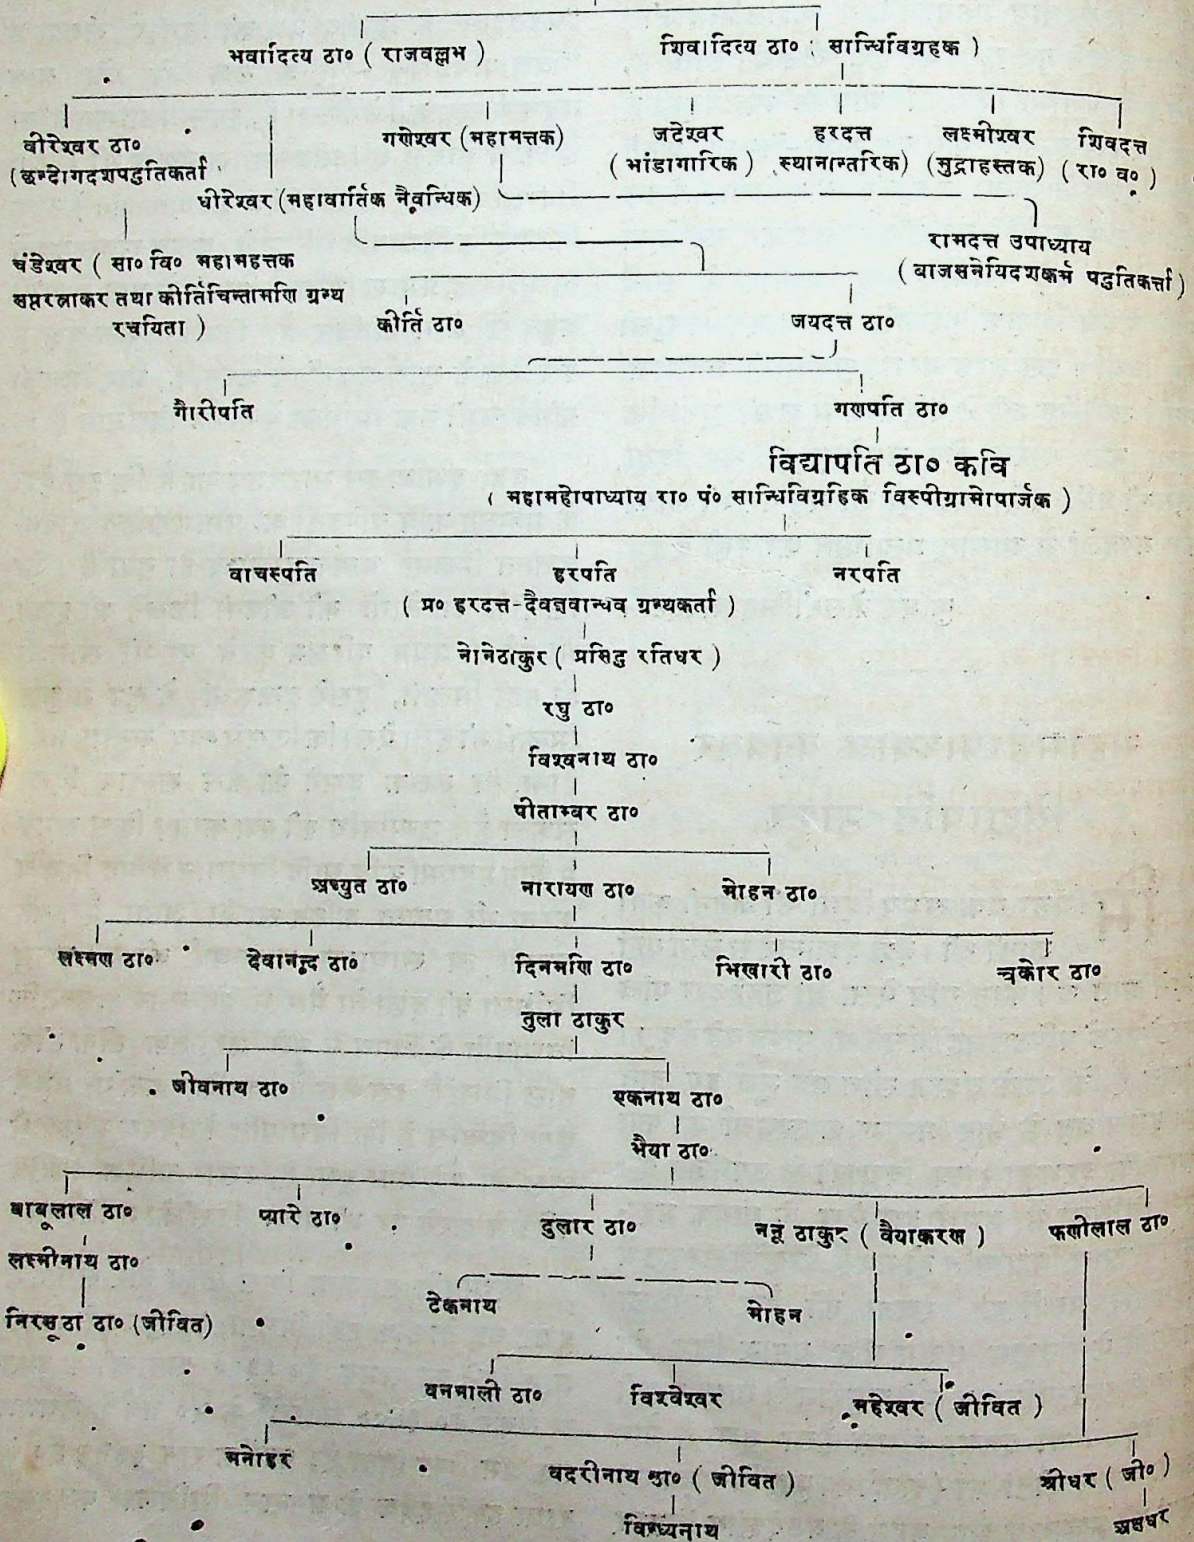 भवादित्य ठा० ( राजवल्लभ ) शिवादित्य ठा० ( सान्धिविग्रहक )
वीरेश्वर ठा० गणेश्वर (महामत्तक) जटेश्वर हरदत्त लक्ष्मीश्वर शिवदत्त
(छन्दोगदशपद्धतिकर्ता ( भांडागारिक ) स्थानान्तरिक) (मुद्राहस्तक) ( रा० व० )
धीरेश्वर (महावार्तिक नैवन्धिक)
रामदत्त उपाध्याय
( वाजसनेयिदशकर्म पद्धतिकर्त्ता )
चंडेश्वर ( सा० वि० महामहत्तक
सप्तरत्नाकर तथा कीर्तिचिन्तामणि ग्रन्थ
रचयिता )
कीर्ति ठा० जयदत्त ठा०
गौरीपति गणपति ठा०
विद्यापति ठा० कवि
( महामहोपाध्याय रा० पं० सान्धिविग्रहिक विस्पीग्रामोपार्जक )
वाचस्पति हरपति नरपति
( प्र० हरदत्त-दैवज्ञवान्धव ग्रन्थकर्ता )
नोनेठाकुर ( प्रसिद्ध रतिधर )
रघु ठा०
विश्वनाथ ठा०
पीताम्बर ठा०
अच्युत ठा० नारायण ठा० मोहन ठा०
लक्ष्मण ठा० देवानन्द ठा० दिनमणि ठा० भिखारी ठा० चकोर ठा०
तुला ठाकुर
जीवनाथ ठा० एकनाथ ठा०
भैया ठा०
बाबूलाल ठा० प्यारे ठा० दुलार ठा० नन्नू ठाकुर ( वैयाकरण ) फणीलाल ठा०
लक्ष्मीनाथ ठा०
टेकनाथ मोहन
निरसूठा ठा० (जीवित)
वनमाली ठा० विश्वेश्वर महेश्वर ( जीवित )
मनोहर वदरीनाथ ठा० ( जीवित ) श्रीधर ( जी० )
विन्ध्यनाथ